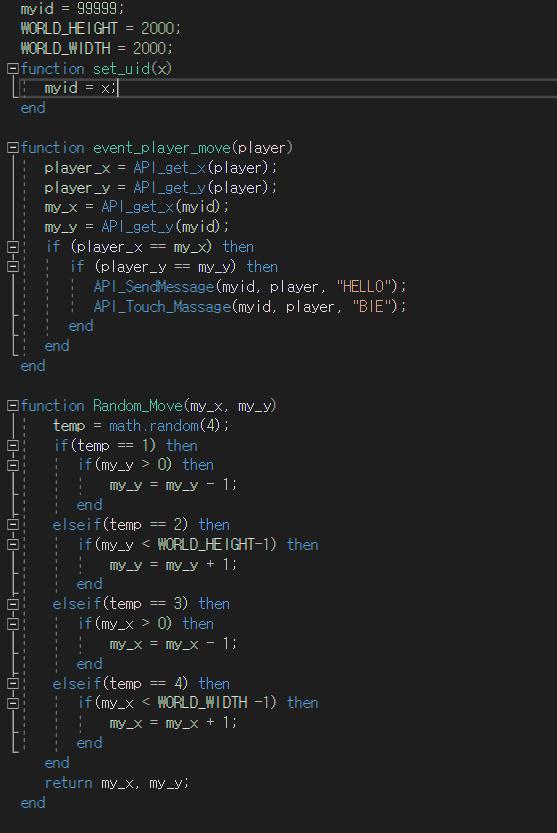 myid = 99999;
WORLD_HEIGHT = 2000;
WORLD_WIDTH = 2000;
function set_uid(x)
myid = x;
end
function event_player_move(player)
player_x = API_get_x(player);
player_y = API_get_y(player);
my_x = API_get_x(myid);
my_y = API_get_y(myid);
if (player_x == my_x) then
if (player_y == my_y) then
API_SendMessage(myid, player, "HELLO");
API_Touch_Massage(myid, player, "BIE");
end
end
end
function Random_Move(my_x, my_y)
temp = math.random(4);
if(temp == 1) then
if(my_y > 0) then
my_y = my_y - 1;
end
elseif(temp == 2) then
if(my_y < WORLD_HEIGHT-1) then
my_y = my_y + 1;
end
elseif(temp == 3) then
if(my_x > 0) then
my_x = my_x - 1;
end
elseif(temp == 4) then
if(my_x < WORLD_WIDTH -1) then
my_x = my_x + 1;
end
end
return my_x, my_y;
end